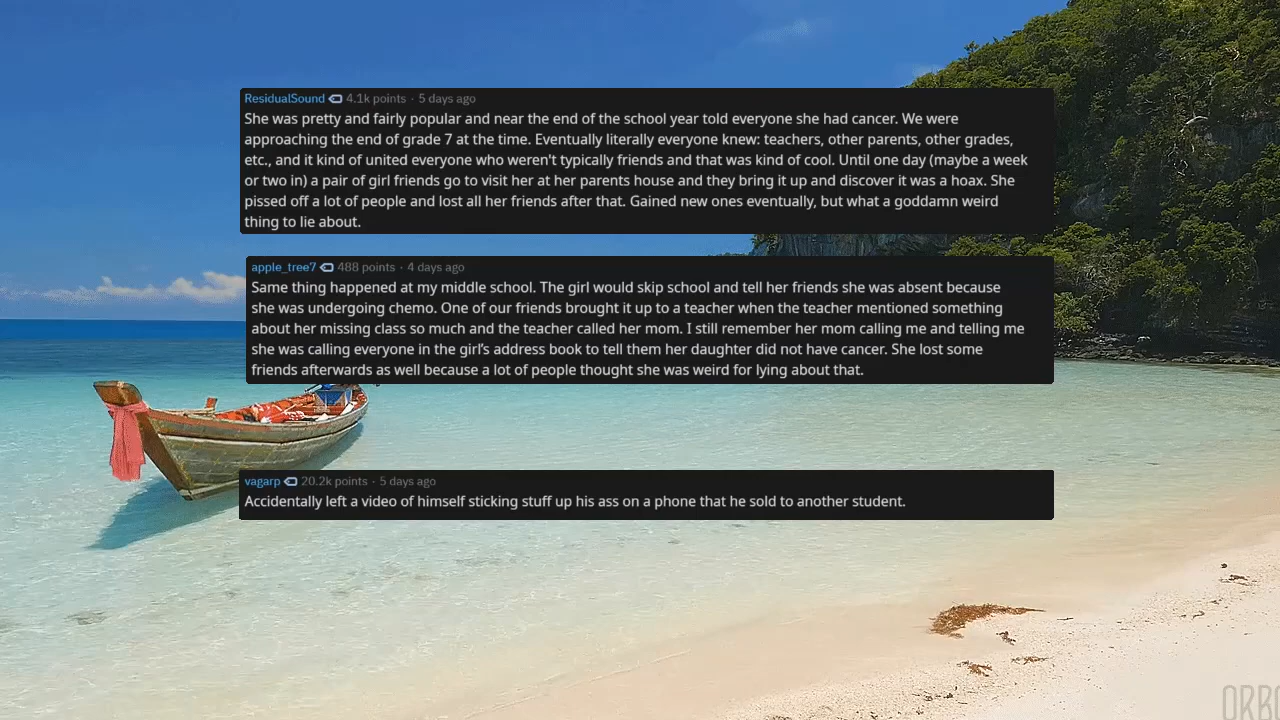 ResidualSound 4.1k points · 5 days ago
She was pretty and fairly popular and near the end of the school year told everyone she had cancer. We were
approaching the end of grade 7 at the time. Eventually literally everyone knew: teachers, other parents, other grades,
etc., and it kind of united everyone who weren't typically friends and that was kind of cool. Until one day (maybe a week
or two in) a pair of girl friends go to visit her at her parents house and they bring it up and discover it was a hoax. She
pissed off a lot of people and lost all her friends after that. Gained new ones eventually, but what a goddamn weird
thing to lie about.
apple_tree7 488 points · 4 days ago
Same thing happened at my middle school. The girl would skip school and tell her friends she was absent because
she was undergoing chemo. One of our friends brought it up to a teacher when the teacher mentioned something
about her missing class so much and the teacher called her mom. I still remember her mom calling me and telling me
she was calling everyone in the girl's address book to tell them her daughter did not have cancer. She lost some
friends afterwards as well because a lot of people thought she was weird for lying about that.
vagarp 20.2k points · 5 days ago
Accidentally left a video of himself sticking stuff up his ass on a phone that he sold to another student.